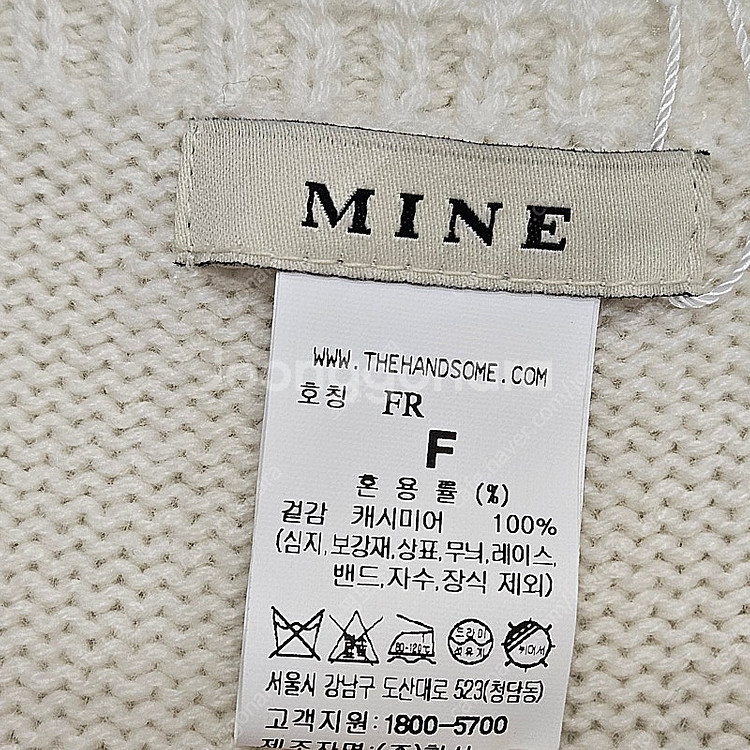 MINE
WWW.THEHANDSOME.COM
호칭 FR
F
혼용률 (%)
겉감 캐시미어 100%
(심지,보강재,상표,무늬,레이스,
밴드,자수,장식 제외)
80-120℃ 드라이
서울시 강남구 도산대로 523(청담동)
고객지원:1800-5700